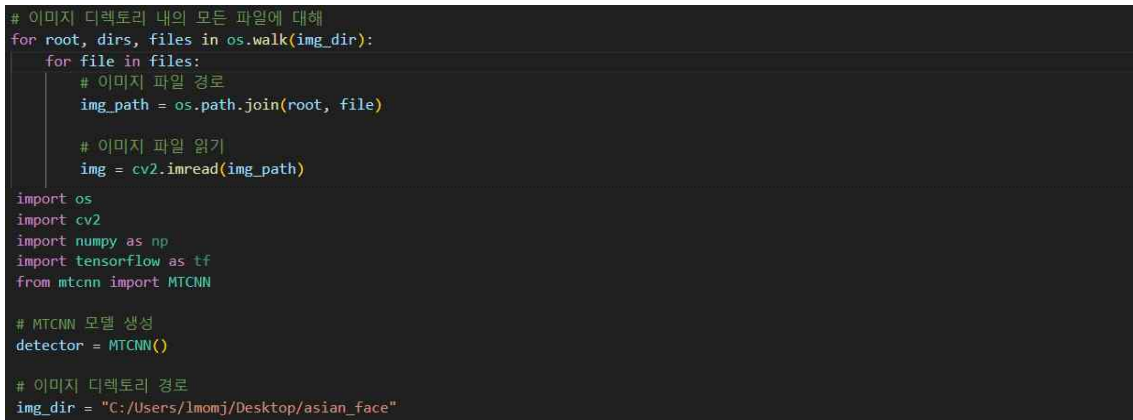 # 이미지 디렉토리 내의 모든 파일에 대해
for root, dirs, files in os.walk(img_dir):
    for file in files:
        # 이미지 파일 경로
        img_path = os.path.join(root, file)

        # 이미지 파일 읽기
        img = cv2.imread(img_path)
import os
import cv2
import numpy as np
import tensorflow as tf
from mtcnn import MTCNN

# MTCNN 모델 생성
detector = MTCNN()

# 이미지 디렉토리 경로
img_dir = "C:/Users/lmomj/Desktop/asian_face"